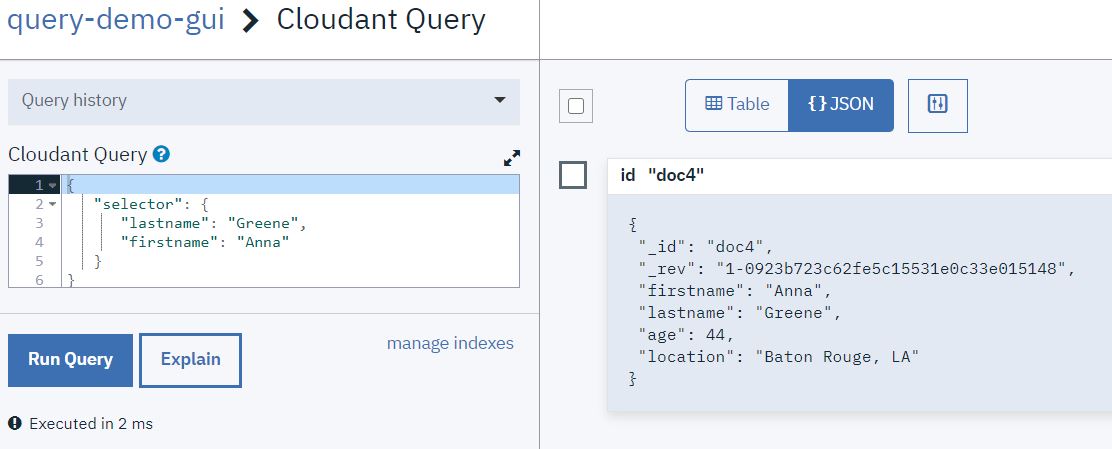 query-demo-gui > Cloudant Query
Query history
Cloudant Query ?
1 {
2 "selector": {
3 "lastname": "Greene",
4 "firstname": "Anna"
5 }
6 }
Run Query
Explain
manage indexes
Executed in 2 ms
Table
{} JSON
id "doc4"
{
"_id": "doc4",
"_rev": "1-0923b723c62fe5c15531e0c33e015148",
"firstname": "Anna",
"lastname": "Greene",
"age": 44,
"location": "Baton Rouge, LA"
}